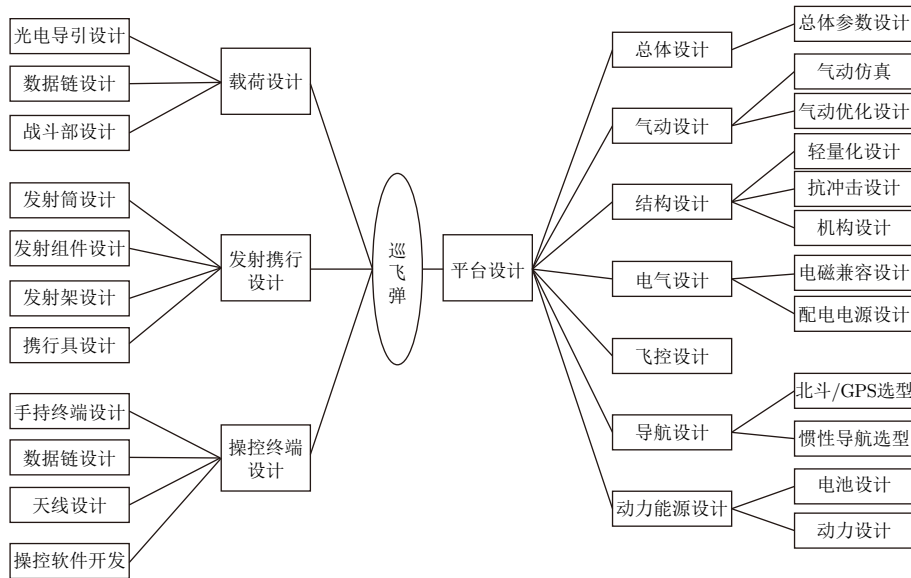 光电导引设计
数据链设计
战斗部设计
载荷设计
发射筒设计
发射组件设计
发射架设计
携行具设计
发射携行
设计
手持终端设计
数据链设计
天线设计
操控软件开发
操控终端
设计
巡
飞
弹
平台设计
总体设计
总体参数设计
气动设计
气动仿真
气动优化设计
结构设计
轻量化设计
抗冲击设计
机构设计
电气设计
电磁兼容设计
配电电源设计
飞控设计
导航设计
北斗/GPS选型
惯性导航选型
动力能源设计
电池设计
动力设计